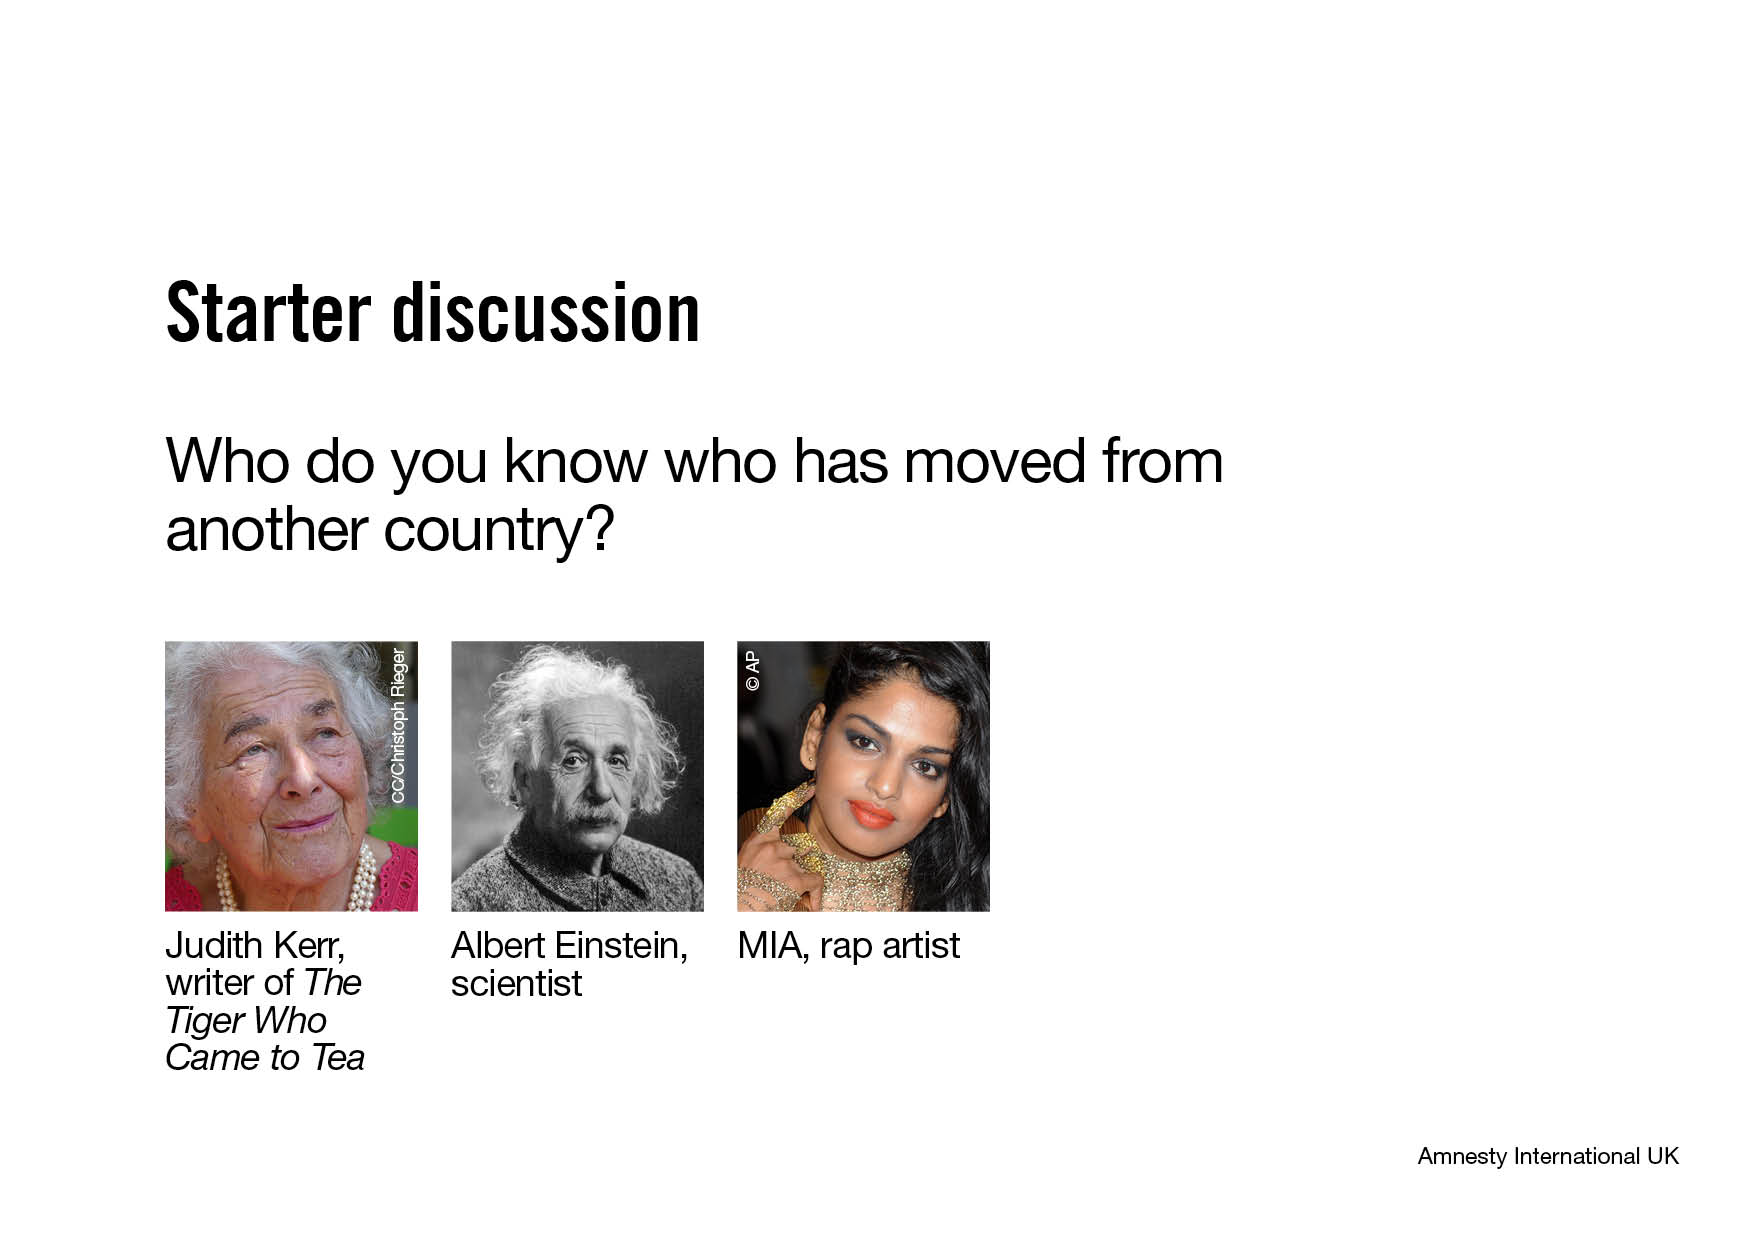 Starter discussion
Who do you know who has moved from
another country?
CC/Christoph Rieger
© AP
Judith Kerr,
writer of The
Tiger Who
Came to Tea
Albert Einstein,
scientist
MIA, rap artist
Amnesty International UK